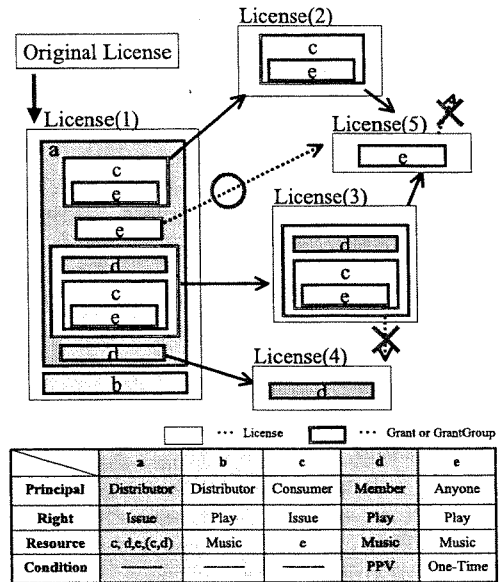 License(2)
Original License
c
e
License(1)
License(5)
a
c
e
e
e
License(3)
d
d
c
c
e
e
d
License(4)
b
d
··· License
··· Grant or GrantGroup
a b c d e
Principal Distributor Distributor Consumer Member Anyone
Right Issue Play Issue Play Play
Resource c, d,e,(c,d) Music e Music Music
Condition —— —— —— PPV One-Time